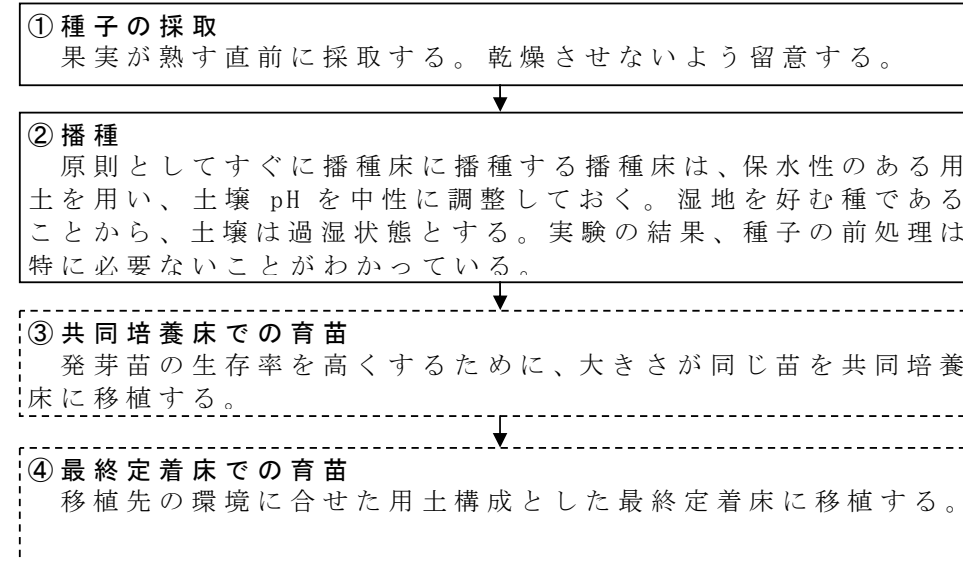 ①種子の採取
果実が熟す直前に採取する。乾燥させないよう留意する。
②播種
原則としてすぐに播種床に播種する播種床は、保水性のある用
土を用い、土壌 pH を中性に調整しておく。湿地を好む種である
ことから、土壌は過湿状態とする。実験の結果、種子の前処理は
特に必要ないことがわかっている。
③共同培養床での育苗
発芽苗の生存率を高くするために、大きさが同じ苗を共同培養
床に移植する。
④最終定着床での育苗
移植先の環境に合せた用土構成とした最終定着床に移植する。